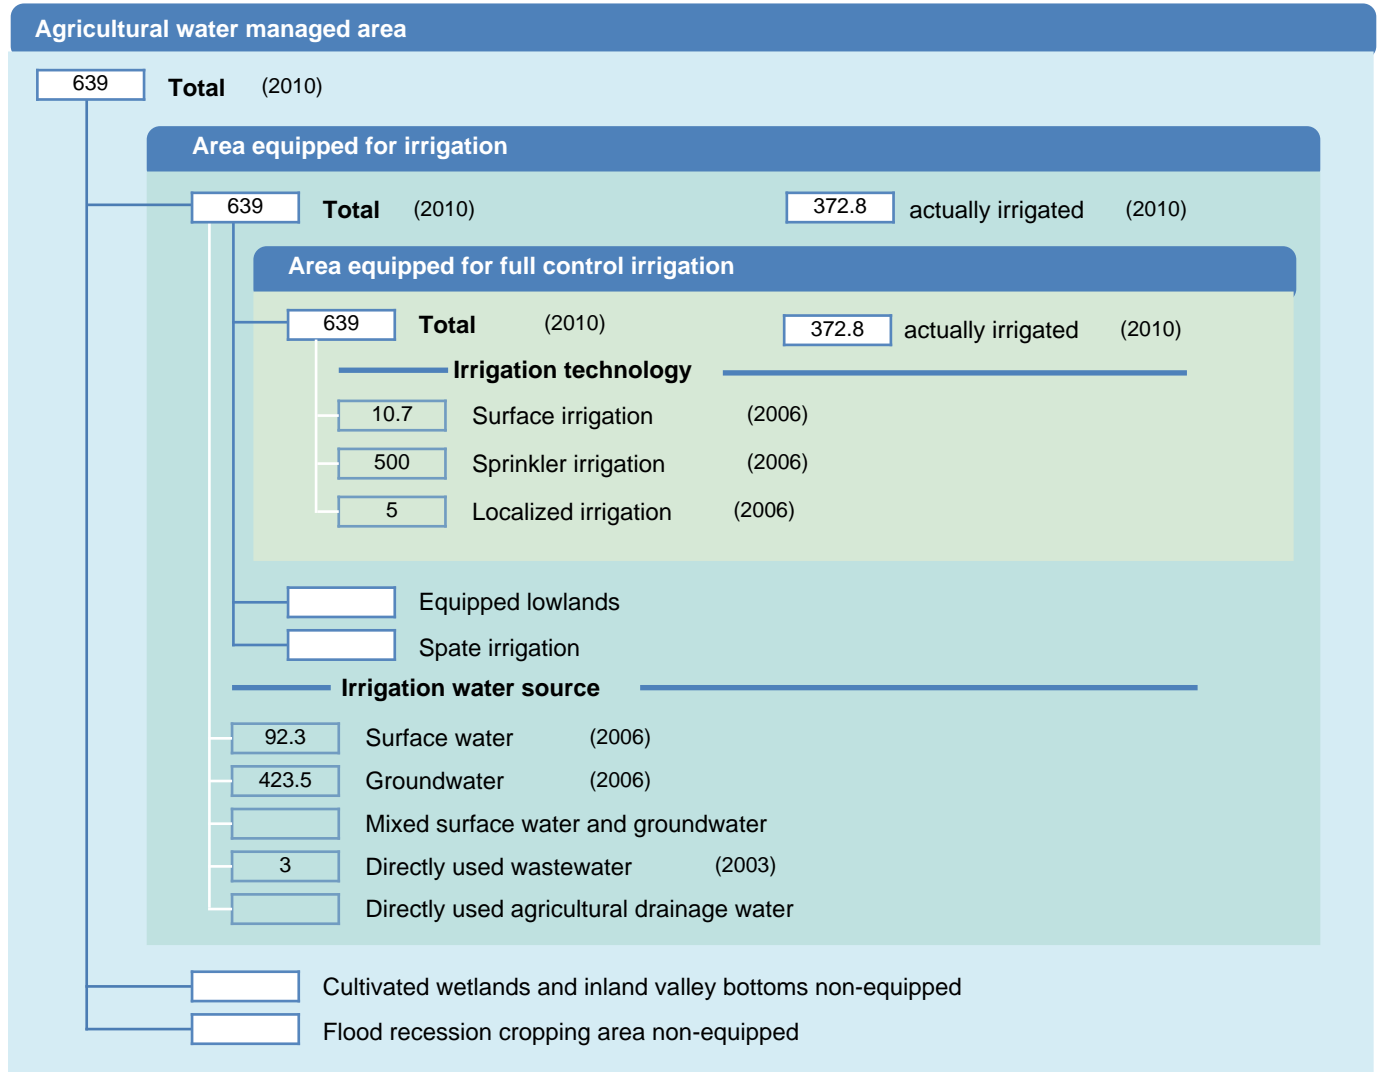 Agricultural water managed area
639 Total (2010)
Area equipped for irrigation
639 Total (2010) 372.8 actually irrigated (2010)
Area equipped for full control irrigation
639 Total (2010) 372.8 actually irrigated (2010)
Irrigation technology
10.7 Surface irrigation (2006)
500 Sprinkler irrigation (2006)
5 Localized irrigation (2006)
Equipped lowlands
Spate irrigation
Irrigation water source
92.3 Surface water (2006)
423.5 Groundwater (2006)
Mixed surface water and groundwater
3 Directly used wastewater (2003)
Directly used agricultural drainage water
Cultivated wetlands and inland valley bottoms non-equipped
Flood recession cropping area non-equipped